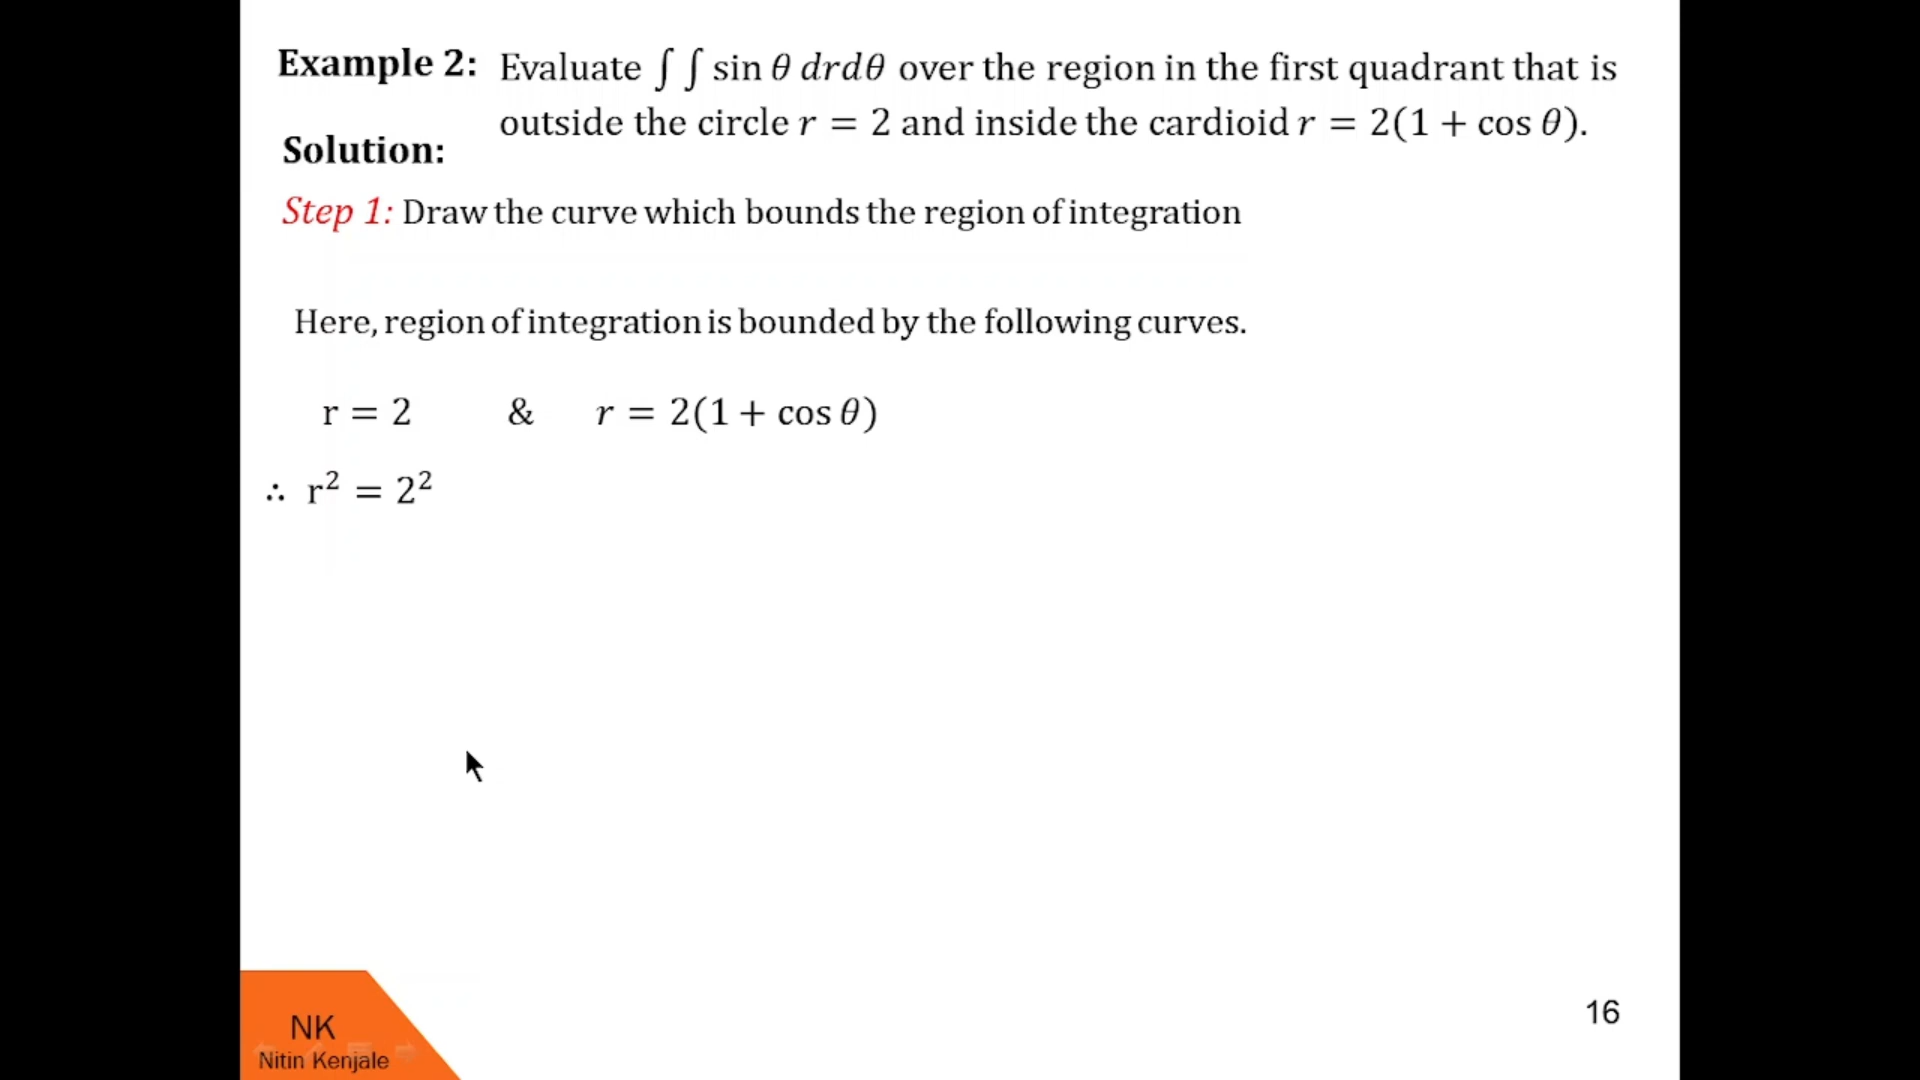 Example 2: Evaluate ∫ ∫ sin θ drdθ over the region in the first quadrant that is
outside the circle r = 2 and inside the cardioid r = 2(1 + cos θ).
Solution:
Step 1: Draw the curve which bounds the region of integration
Here, region of integration is bounded by the following curves.
r = 2 & r = 2(1 + cos θ)
∴ r² = 2²
NK
Nitin Kenjale
16